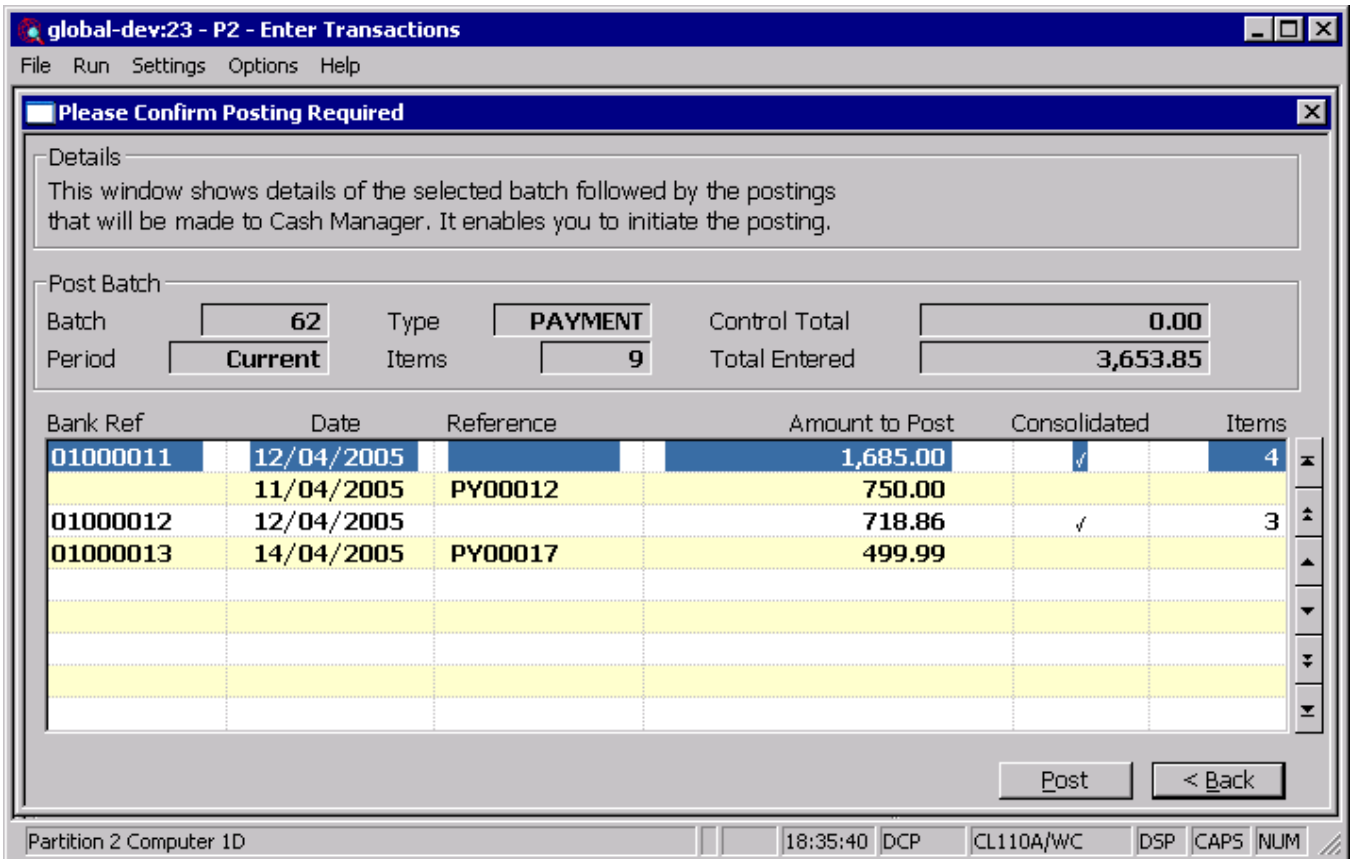 global-dev:23 - P2 - Enter Transactions
File Run Settings Options Help
Please Confirm Posting Required
Details
This window shows details of the selected batch followed by the postings
that will be made to Cash Manager. It enables you to initiate the posting.
Post Batch
Batch 62 Type PAYMENT Control Total 0.00
Period Current Items 9 Total Entered 3,653.85
Bank Ref Date Reference Amount to Post Consolidated Items
01000011 12/04/2005 1,685.00 √ 4
11/04/2005 PY00012 750.00
01000012 12/04/2005 718.86 √ 3
01000013 14/04/2005 PY00017 499.99
Post < Back
Partition 2 Computer 1D 18:35:40 DCP CL110A/WC DSP CAPS NUM